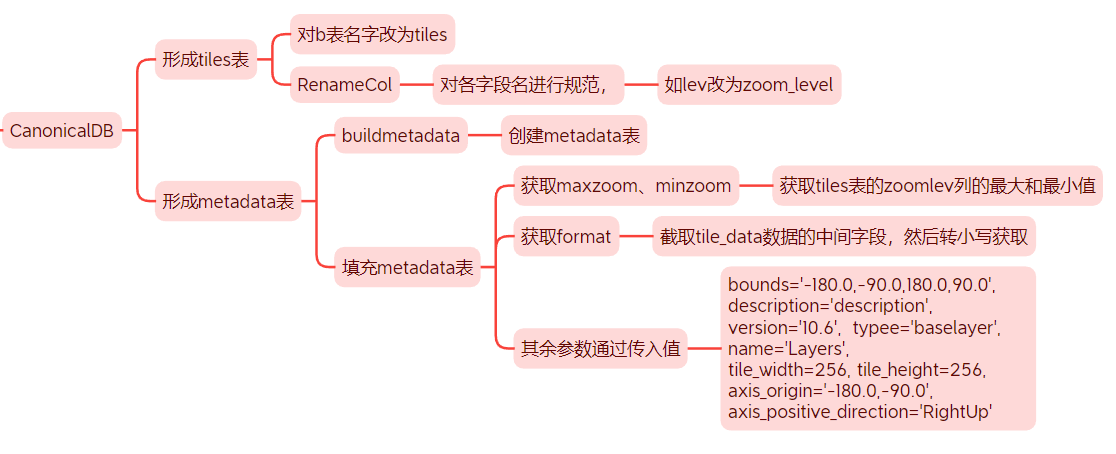 CanonicalDB
形成tiles表
对b表名字改为tiles
RenameCol
对各字段名进行规范，
如lev改为zoom_level
形成metadata表
buildmetadata
创建metadata表
填充metadata表
获取maxzoom、minzoom
获取tiles表的zoomlev列的最大和最小值
获取format
截取tile_data数据的中间字段，然后转小写获取
其余参数通过传入值
bounds='-180.0,-90.0,180.0,90.0',
description='description',
version='10.6',  typee='baselayer',
name='Layers',
tile_width=256, tile_height=256,
axis_origin='-180.0,-90.0',
axis_positive_direction='RightUp'